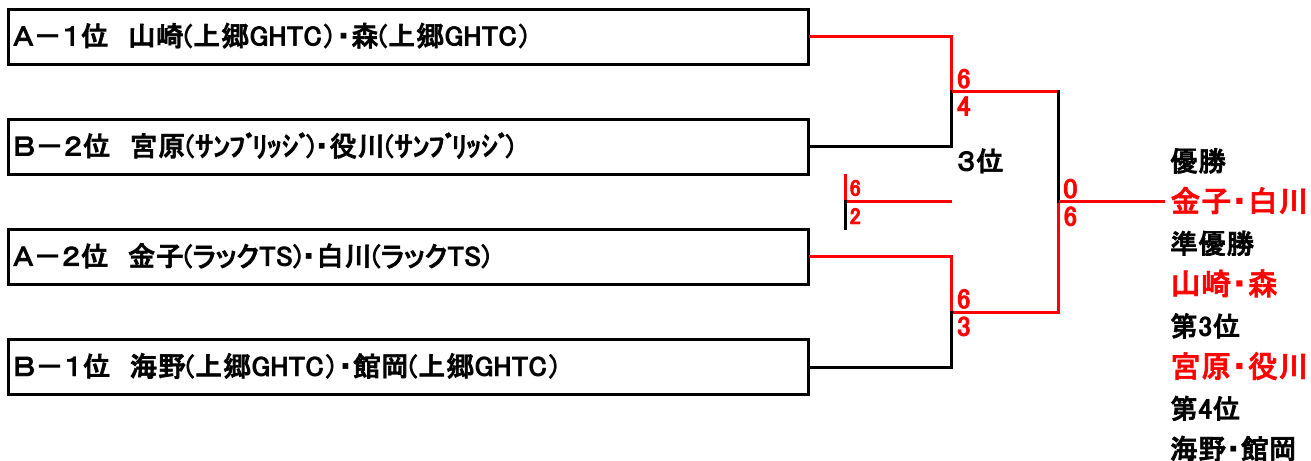 A－１位　山崎(上郷GHTC)・森(上郷GHTC)
6
4
B－２位　宮原(ｻﾝﾌﾞﾘｯｼﾞ)・役川(ｻﾝﾌﾞﾘｯｼﾞ)
３位
優勝
6
2
0
6
金子・白川
準優勝
A－２位　金子(ラックTS)・白川(ラックTS)
山崎・森
6
3
第3位
B－１位　海野(上郷GHTC)・館岡(上郷GHTC)
宮原・役川
第4位
海野・館岡